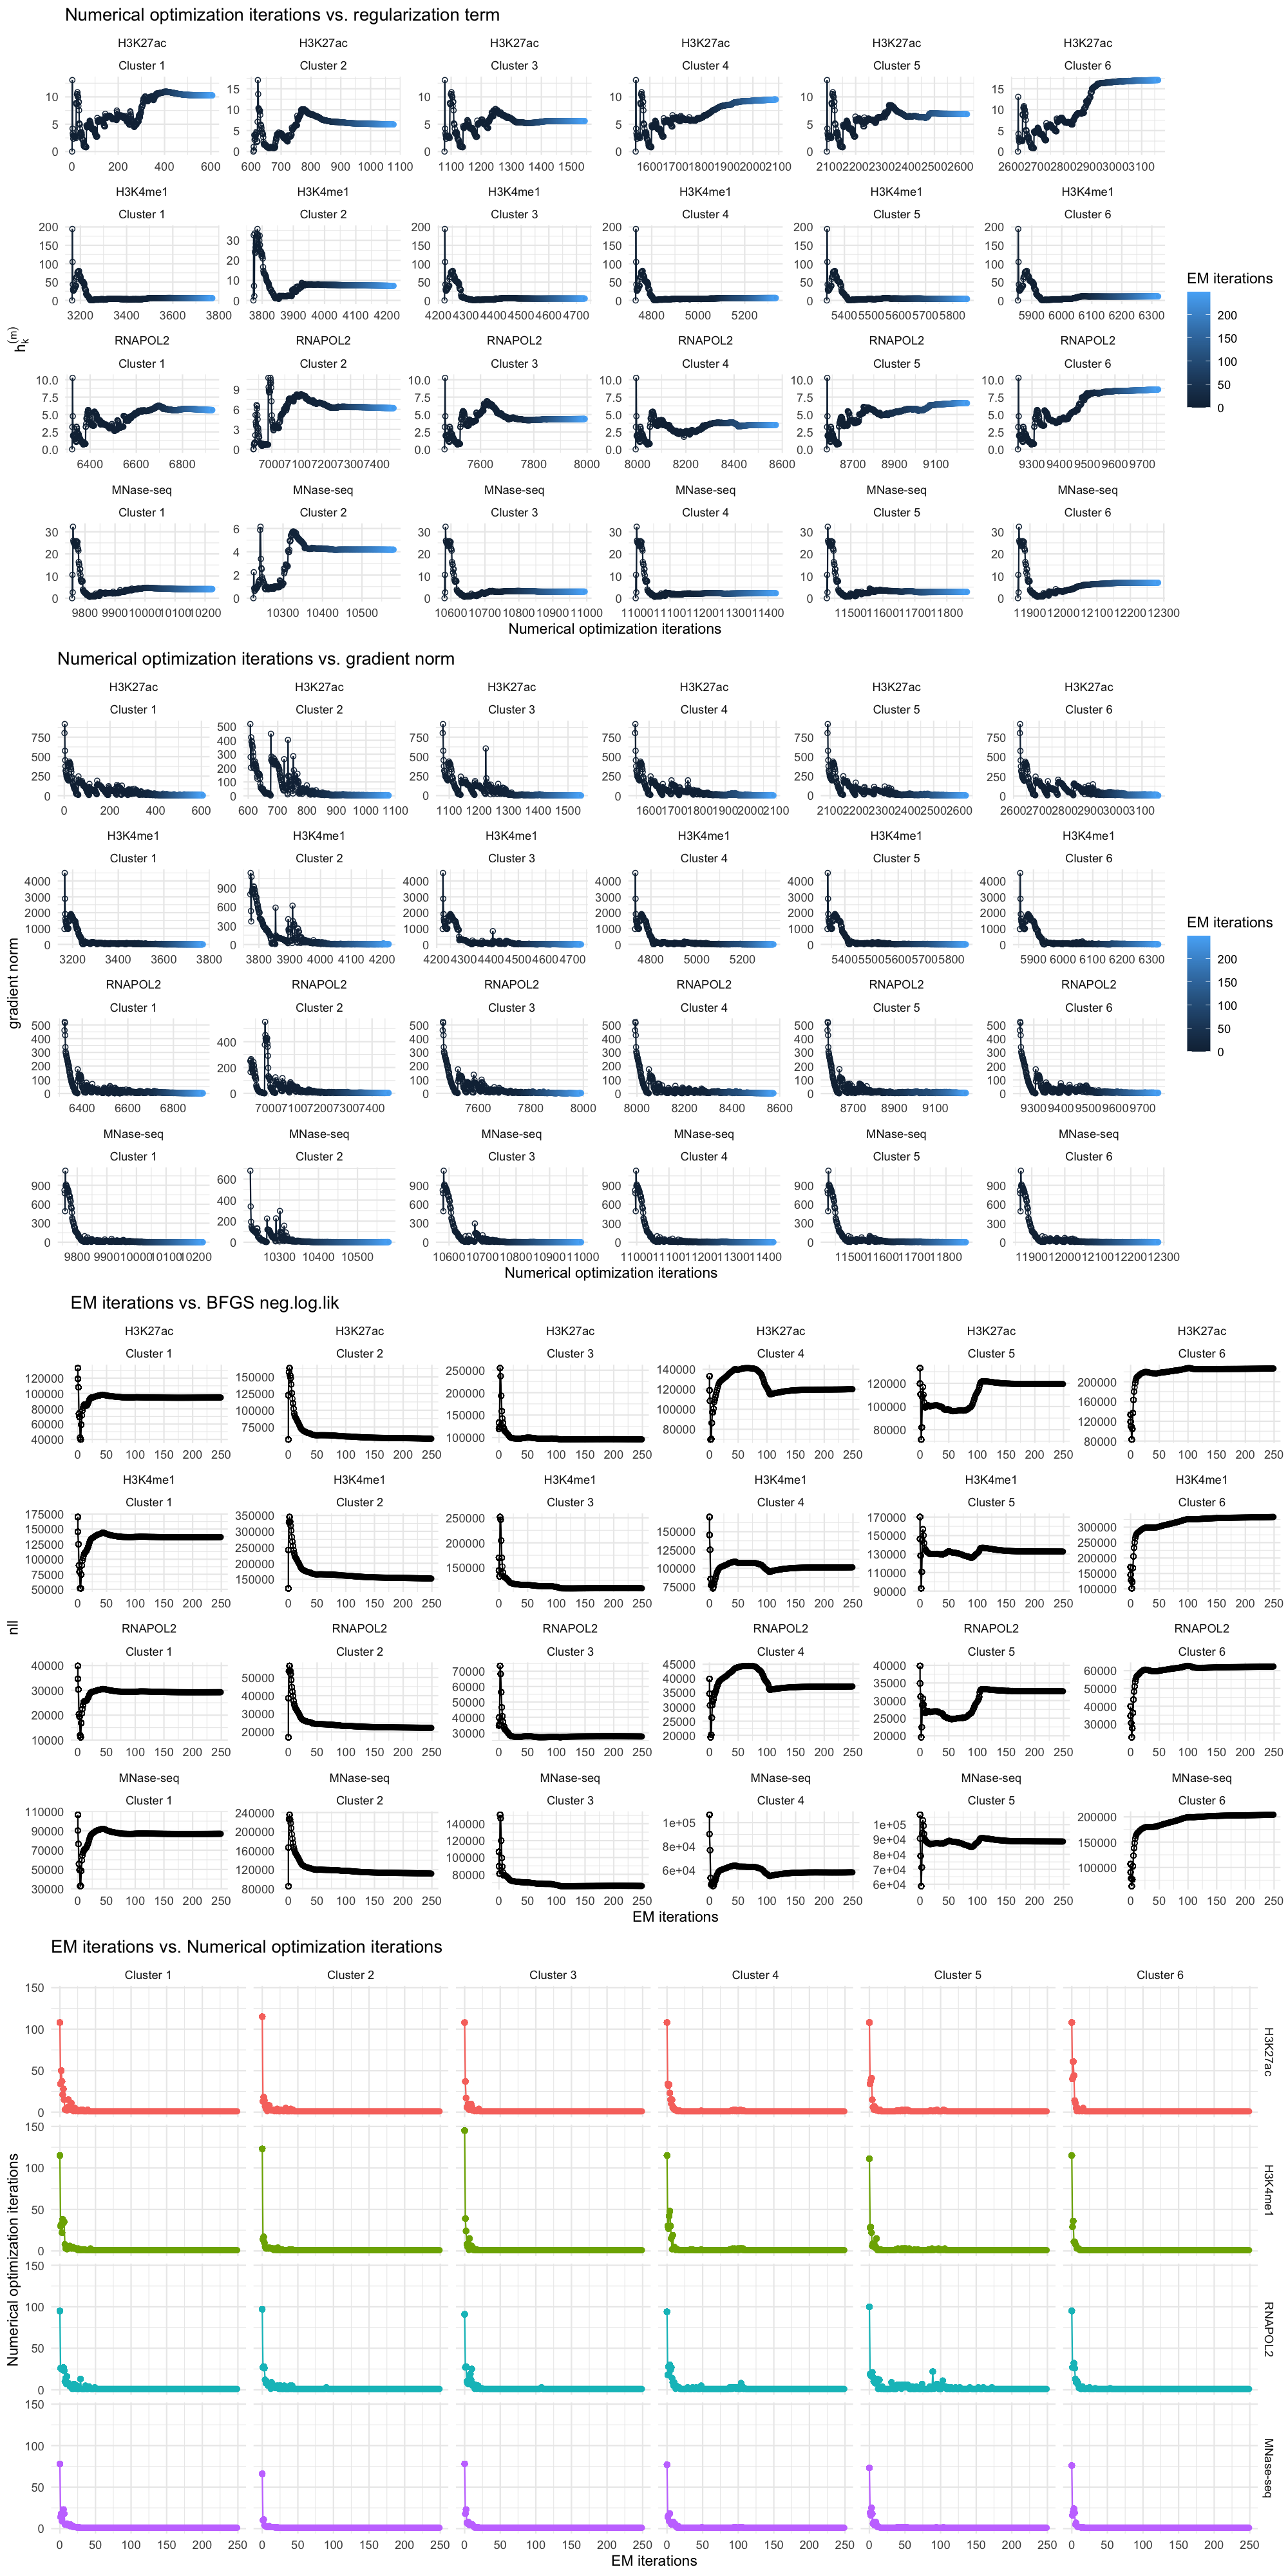 Numerical optimization iterations vs. regularization term
H3K27ac H3K27ac H3K27ac H3K27ac H3K27ac H3K27ac
Cluster 1 Cluster 2 Cluster 3 Cluster 4 Cluster 5 Cluster 6
10 5 0
15 10 5 0
10 5 0
10 5 0
10 5 0
15 10 5 0
0 200 400 600
600 700 800 900 1000 1100
1100 1200 1300 1400 1500
1600 1700 1800 1900 2000 2100
2100 2200 2300 2400 2500 2600
2600 2700 2800 2900 3000 3100
H3K4me1 H3K4me1 H3K4me1 H3K4me1 H3K4me1 H3K4me1
Cluster 1 Cluster 2 Cluster 3 Cluster 4 Cluster 5 Cluster 6
200 150 100 50 0
30 20 10 0
200 150 100 50 0
200 150 100 50 0
200 150 100 50 0
200 150 100 50 0
3200 3400 3600 3800
3800 3900 4000 4100 4200
4200 4300 4400 4500 4600 4700
4800 5000 5200
5400 5500 5600 5700 5800
5900 6000 6100 6200 6300
h_k^(m)
RNAPOL2 RNAPOL2 RNAPOL2 RNAPOL2 RNAPOL2 RNAPOL2
Cluster 1 Cluster 2 Cluster 3 Cluster 4 Cluster 5 Cluster 6
10.0 7.5 5.0 2.5 0.0
9 6 3 0
10.0 7.5 5.0 2.5 0.0
10.0 7.5 5.0 2.5 0.0
10.0 7.5 5.0 2.5 0.0
10.0 7.5 5.0 2.5 0.0
6400 6600 6800
7000 7100 7200 7300 7400
7600 7800 8000
8000 8200 8400 8600
8700 8900 9100
9300 9400 9500 9600 9700
MNase-seq MNase-seq MNase-seq MNase-seq MNase-seq MNase-seq
Cluster 1 Cluster 2 Cluster 3 Cluster 4 Cluster 5 Cluster 6
30 20 10 0
6 4 2 0
30 20 10 0
30 20 10 0
30 20 10 0
30 20 10 0
9800 9900 10000 10100 10200
10300 10400 10500
10600 10700 10800 10900 11000
11000 11100 11200 11300 11400
11500 11600 11700 11800
11900 12000 12100 12200 12300
Numerical optimization iterations
EM iterations
200
150
100
50
0
Numerical optimization iterations vs. gradient norm
H3K27ac H3K27ac H3K27ac H3K27ac H3K27ac H3K27ac
Cluster 1 Cluster 2 Cluster 3 Cluster 4 Cluster 5 Cluster 6
750 500 250 0
500 400 300 200 100 0
750 500 250 0
750 500 250 0
750 500 250 0
750 500 250 0
0 200 400 600
600 700 800 900 1000 1100
1100 1200 1300 1400 1500
1600 1700 1800 1900 2000 2100
2100 2200 2300 2400 2500 2600
2600 2700 2800 2900 3000 3100
H3K4me1 H3K4me1 H3K4me1 H3K4me1 H3K4me1 H3K4me1
Cluster 1 Cluster 2 Cluster 3 Cluster 4 Cluster 5 Cluster 6
4000 3000 2000 1000 0
900 600 300 0
4000 3000 2000 1000 0
4000 3000 2000 1000 0
4000 3000 2000 1000 0
4000 3000 2000 1000 0
3200 3400 3600 3800
3800 3900 4000 4100 4200
4200 4300 4400 4500 4600 4700
4800 5000 5200
5400 5500 5600 5700 5800
5900 6000 6100 6200 6300
gradient norm
RNAPOL2 RNAPOL2 RNAPOL2 RNAPOL2 RNAPOL2 RNAPOL2
Cluster 1 Cluster 2 Cluster 3 Cluster 4 Cluster 5 Cluster 6
500 400 300 200 100 0
400 200 0
500 400 300 200 100 0
500 400 300 200 100 0
500 400 300 200 100 0
500 400 300 200 100 0
6400 6600 6800
7000 7100 7200 7300 7400
7600 7800 8000
8000 8200 8400 8600
8700 8900 9100
9300 9400 9500 9600 9700
MNase-seq MNase-seq MNase-seq MNase-seq MNase-seq MNase-seq
Cluster 1 Cluster 2 Cluster 3 Cluster 4 Cluster 5 Cluster 6
900 600 300 0
600 400 200 0
900 600 300 0
900 600 300 0
900 600 300 0
900 600 300 0
9800 9900 10000 10100 10200
10300 10400 10500
10600 10700 10800 10900 11000
11000 11100 11200 11300 11400
11500 11600 11700 11800
11900 12000 12100 12200 12300
Numerical optimization iterations
EM iterations
200
150
100
50
0
EM iterations vs. BFGS neg.log.lik
H3K27ac H3K27ac H3K27ac H3K27ac H3K27ac H3K27ac
Cluster 1 Cluster 2 Cluster 3 Cluster 4 Cluster 5 Cluster 6
120000 100000 80000 60000 40000
150000 125000 100000 75000
250000 200000 150000 100000
140000 120000 100000 80000
120000 100000 80000
200000 160000 120000 80000
0 50 100 150 200 250
0 50 100 150 200 250
0 50 100 150 200 250
0 50 100 150 200 250
0 50 100 150 200 250
0 50 100 150 200 250
H3K4me1 H3K4me1 H3K4me1 H3K4me1 H3K4me1 H3K4me1
Cluster 1 Cluster 2 Cluster 3 Cluster 4 Cluster 5 Cluster 6
175000 150000 125000 100000 75000 50000
350000 300000 250000 200000 150000
250000 200000 150000
150000 125000 100000 75000
170000 150000 130000 110000 90000
300000 250000 200000 150000 100000
0 50 100 150 200 250
0 50 100 150 200 250
0 50 100 150 200 250
0 50 100 150 200 250
0 50 100 150 200 250
0 50 100 150 200 250
nll
RNAPOL2 RNAPOL2 RNAPOL2 RNAPOL2 RNAPOL2 RNAPOL2
Cluster 1 Cluster 2 Cluster 3 Cluster 4 Cluster 5 Cluster 6
40000 30000 20000 10000
50000 40000 30000 20000
70000 60000 50000 40000 30000
45000 40000 35000 30000 25000 20000
40000 35000 30000 25000 20000
60000 50000 40000 30000
0 50 100 150 200 250
0 50 100 150 200 250
0 50 100 150 200 250
0 50 100 150 200 250
0 50 100 150 200 250
0 50 100 150 200 250
MNase-seq MNase-seq MNase-seq MNase-seq MNase-seq MNase-seq
Cluster 1 Cluster 2 Cluster 3 Cluster 4 Cluster 5 Cluster 6
110000 90000 70000 50000 30000
240000 200000 160000 120000 80000
140000 120000 100000 80000
1e+05 8e+04 6e+04
1e+05 9e+04 8e+04 7e+04 6e+04
200000 150000 100000
0 50 100 150 200 250
0 50 100 150 200 250
0 50 100 150 200 250
0 50 100 150 200 250
0 50 100 150 200 250
0 50 100 150 200 250
EM iterations
EM iterations vs. Numerical optimization iterations
Cluster 1 Cluster 2 Cluster 3 Cluster 4 Cluster 5 Cluster 6
150 100 50 0
H3K27ac
150 100 50 0
H3K4me1
Numerical optimization iterations
150 100 50 0
RNAPOL2
150 100 50 0
MNase-seq
0 50 100 150 200 250
0 50 100 150 200 250
0 50 100 150 200 250
0 50 100 150 200 250
0 50 100 150 200 250
0 50 100 150 200 250
EM iterations